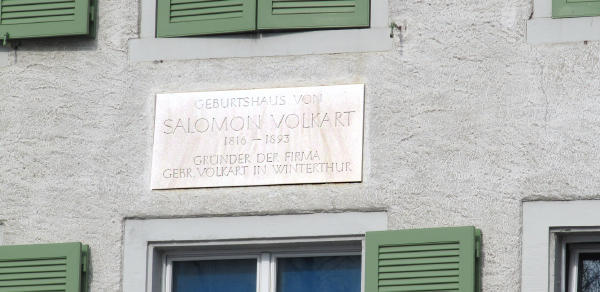 GEBURTSHAUS VON
SALOMON VOLKART
1816 – 1893
GRÜNDER DER FIRMA
GEBR. VOLKART IN WINTERTHUR